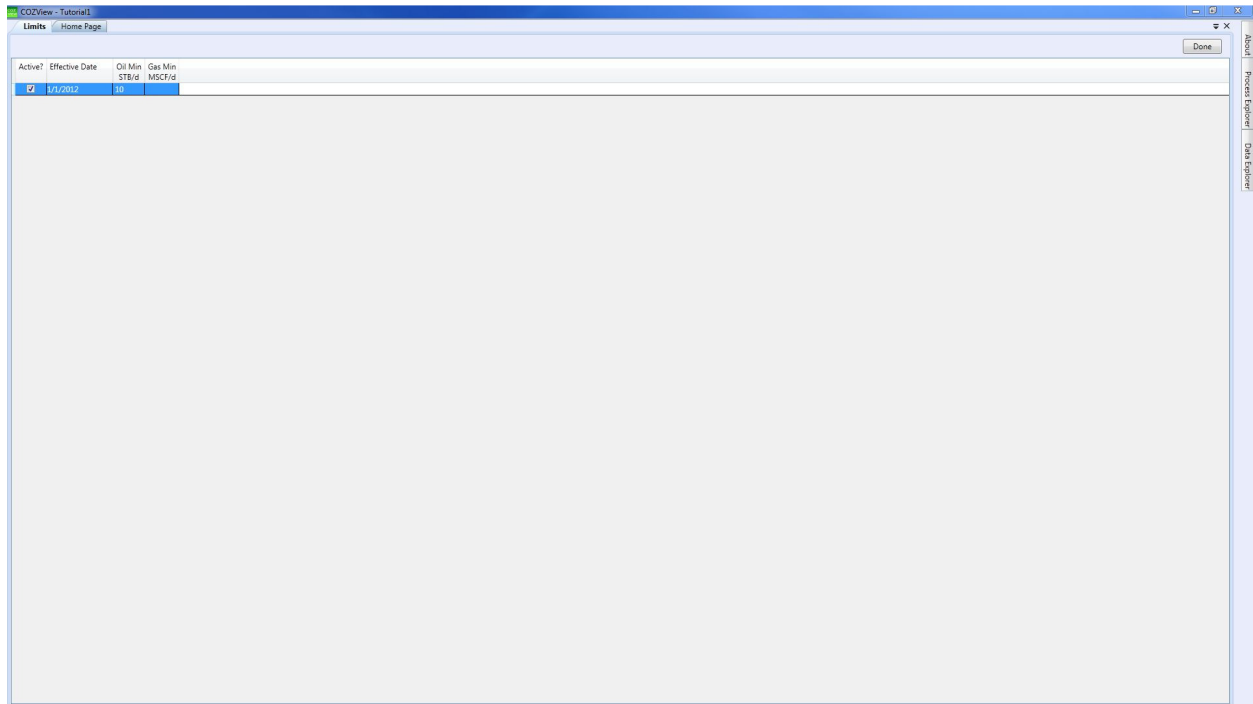 COZView - Tutorial1
Limits Home Page
Done
Active? Effective Date Oil Min Gas Min
STB/d MSCF/d
1/1/2012 10
About
Process Explorer
Data Explorer